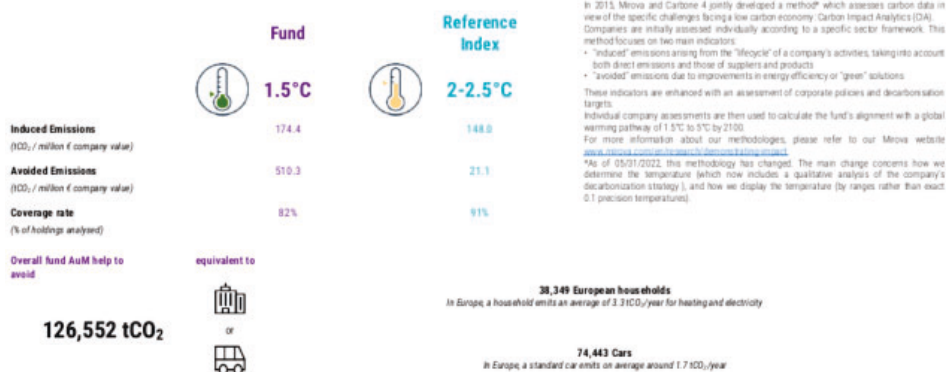 In 2015, Mirova and Carbone 4 jointly developed a method* which assesses carbon data in
view of the specific challenges facing a low carbon economy: Carbon Impact Analytics (CIA).
Companies are initially assessed individually according to a specific sector framework. This
method focuses on two main indicators:
• "induced" emissions arising from the "lifecycle" of a company's activities, taking into account
both direct emissions and those of suppliers and products
• "avoided" emissions due to improvements in energy efficiency or "green" solutions
These indicators are enhanced with an assessment of corporate policies and decarbonisation
targets.
Individual company assessments are then used to calculate the fund's alignment with a global
warming pathway of 1.5°C to 5°C by 2100.
For more information about our methodologies, please refer to our Mirova website
www.mirova.com/en/research/demonstrating-impact
*As of 05/31/2022, this methodology has changed. The main change concerns how we
determine the temperature (which now includes a qualitative analysis of the company's
decarbonization strategy ), and how we display the temperature (by ranges rather than exact
0.1 precision temperatures).
Fund
Reference
Index
1.5°C
2-2.5°C
Induced Emissions
174.4
148.0
(tCO₂ / million € company value)
Avoided Emissions
510.3
21.1
(tCO₂ / million € company value)
Coverage rate
82%
91%
(% of holdings analysed)
Overall fund AuM help to
avoid
equivalent to
126,552 tCO₂
or
38,349 European households
In Europe, a household emits an average of 3.3 tCO₂/year for heating and electricity
74,443 Cars
In Europe, a standard car emits on average around 1.7 tCO₂/year